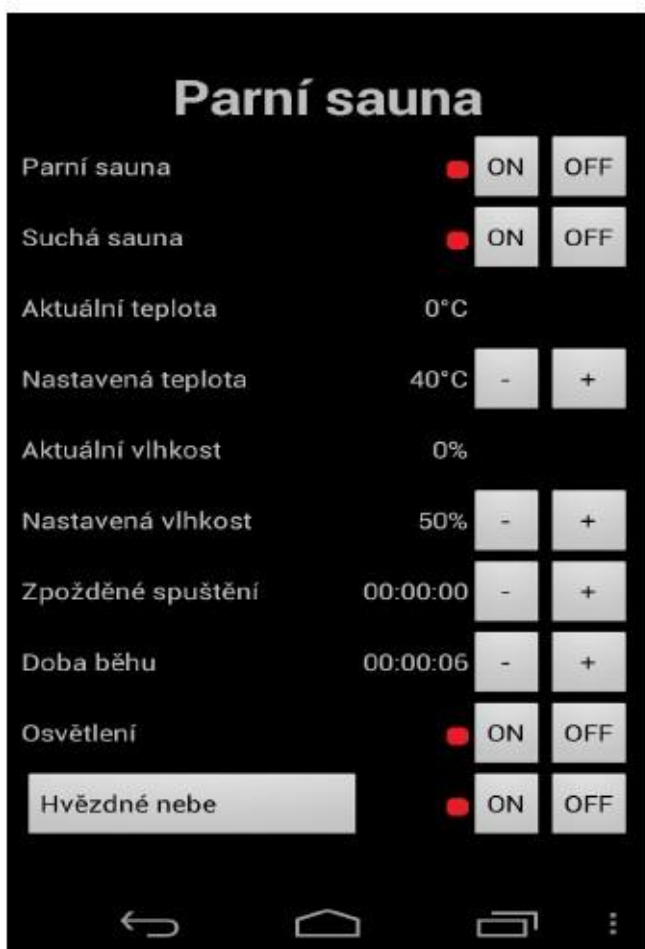 Parní sauna
Parní sauna ON OFF
Suchá sauna ON OFF
Aktuální teplota 0°C
Nastavená teplota 40°C - +
Aktuální vlhkost 0%
Nastavená vlhkost 50% - +
Zpožděné spuštění 00:00:00 - +
Doba běhu 00:00:06 - +
Osvětlení ON OFF
Hvězdné nebe ON OFF